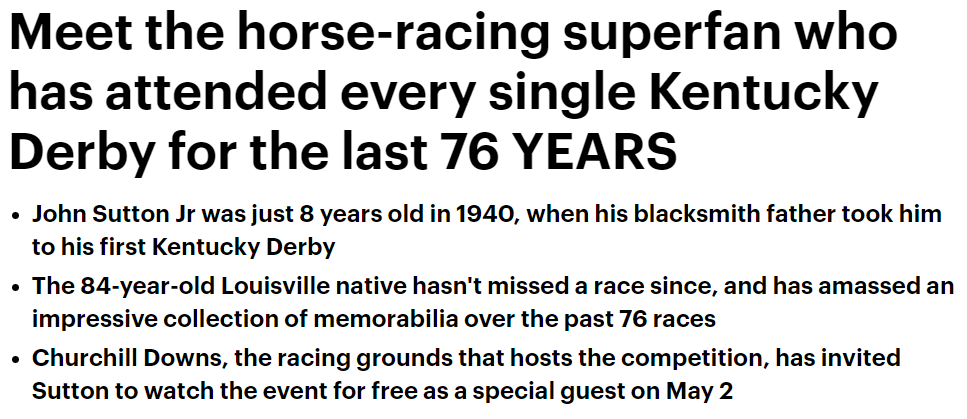 Meet the horse-racing superfan who
has attended every single Kentucky
Derby for the last 76 YEARS
• John Sutton Jr was just 8 years old in 1940, when his blacksmith father took him
to his first Kentucky Derby
• The 84-year-old Louisville native hasn't missed a race since, and has amassed an
impressive collection of memorabilia over the past 76 races
• Churchill Downs, the racing grounds that hosts the competition, has invited
Sutton to watch the event for free as a special guest on May 2